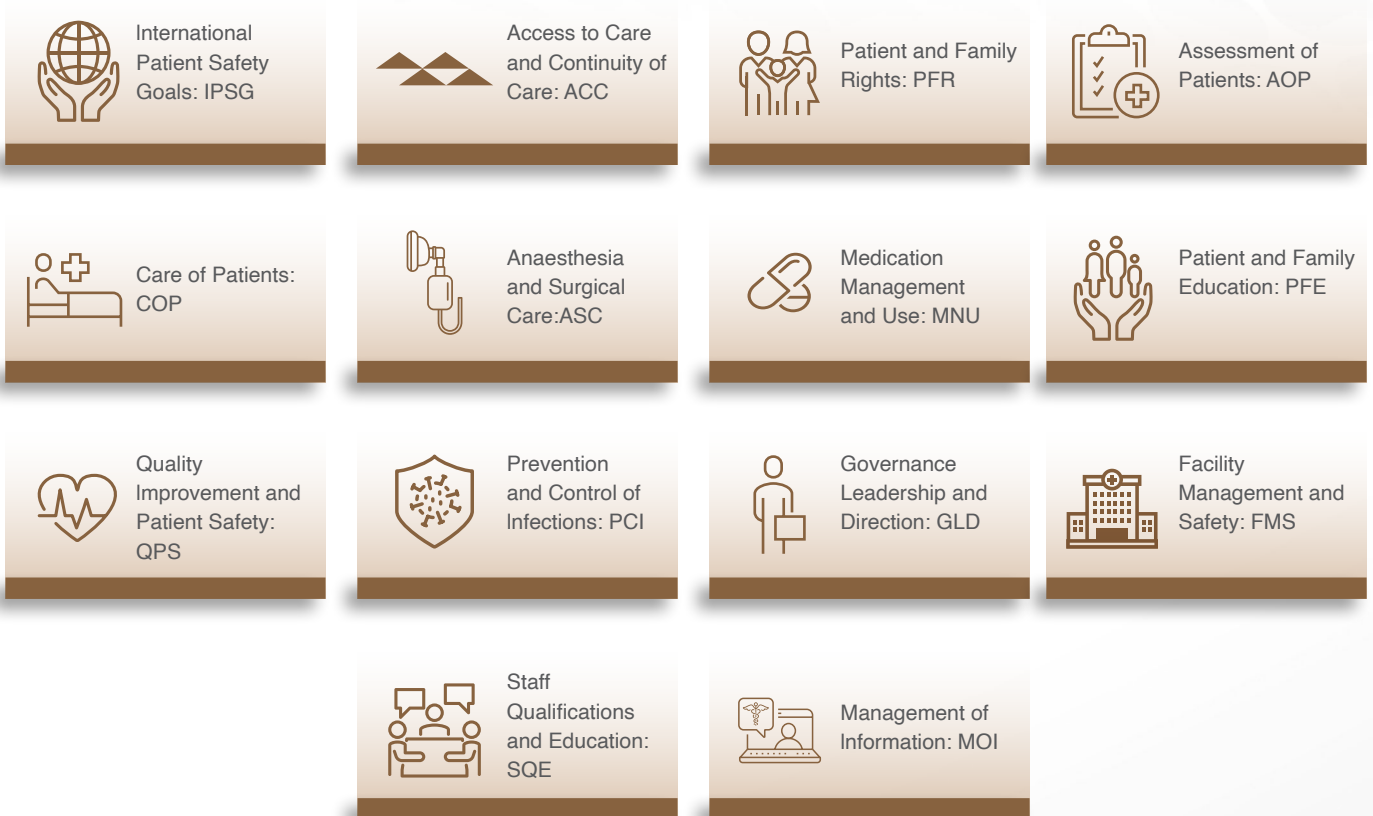 International
Patient Safety
Goals: IPSG
Access to Care
and Continuity of
Care: ACC
Patient and Family
Rights: PFR
Assessment of
Patients: AOP
Care of Patients:
COP
Anaesthesia
and Surgical
Care:ASC
Medication
Management
and Use: MNU
Patient and Family
Education: PFE
Quality
Improvement and
Patient Safety:
QPS
Prevention
and Control of
Infections: PCI
Governance
Leadership and
Direction: GLD
Facility
Management and
Safety: FMS
Staff
Qualifications
and Education:
SQE
Management of
Information: MOI